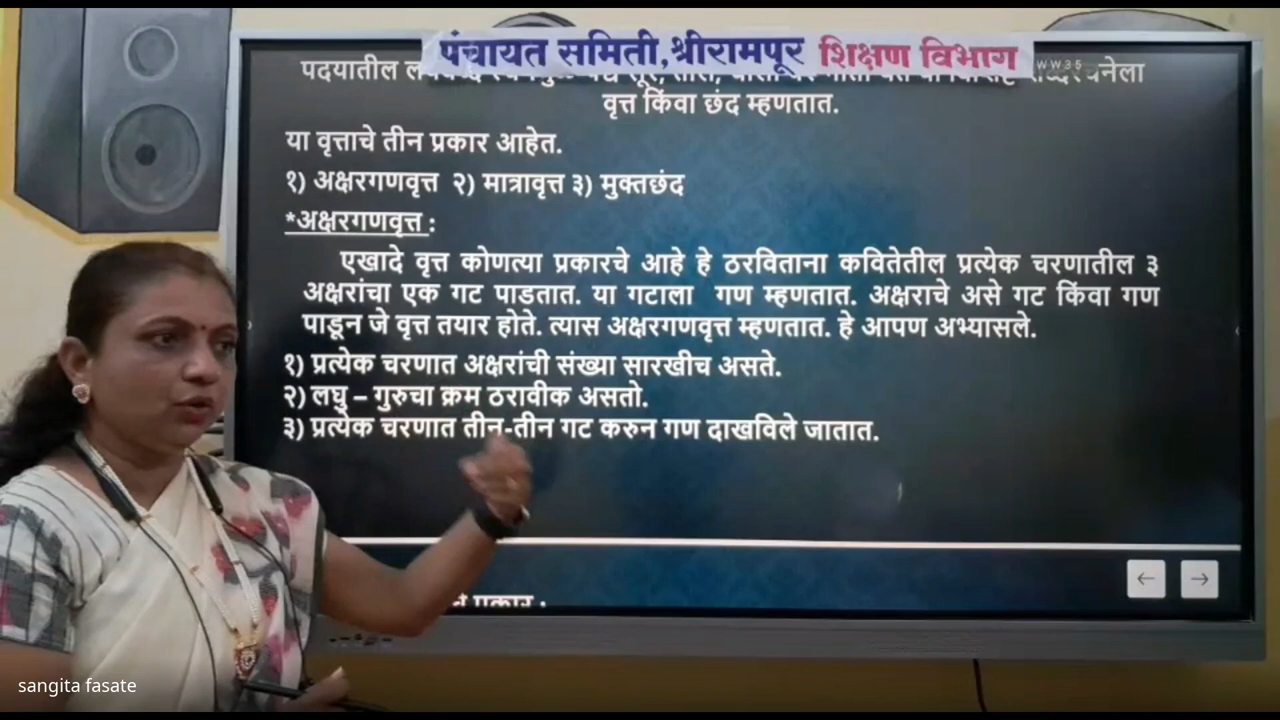 पंचायत समिती,श्रीरामपूर शिक्षण विभाग
पदयातील
वृत्त किंवा छंद म्हणतात.
या वृत्ताचे तीन प्रकार आहेत.
१) अक्षरगणवृत्त २) मात्रावृत्त ३) मुक्तछंद
*अक्षरगणवृत्त :
एखादे वृत्त कोणत्या प्रकारचे आहे हे ठरविताना कवितेतील प्रत्येक चरणातील ३
अक्षरांचा एक गट पाडतात. या गटाला गण म्हणतात. अक्षराचे असे गट किंवा गण
पाडून जे वृत्त तयार होते. त्यास अक्षरगणवृत्त म्हणतात. हे आपण अभ्यासले.
१) प्रत्येक चरणात अक्षरांची संख्या सारखीच असते.
२) लघु – गुरुचा क्रम ठरावीक असतो.
३) प्रत्येक चरणात तीन-तीन गट करुन गण दाखविले जातात.
sangita fasate